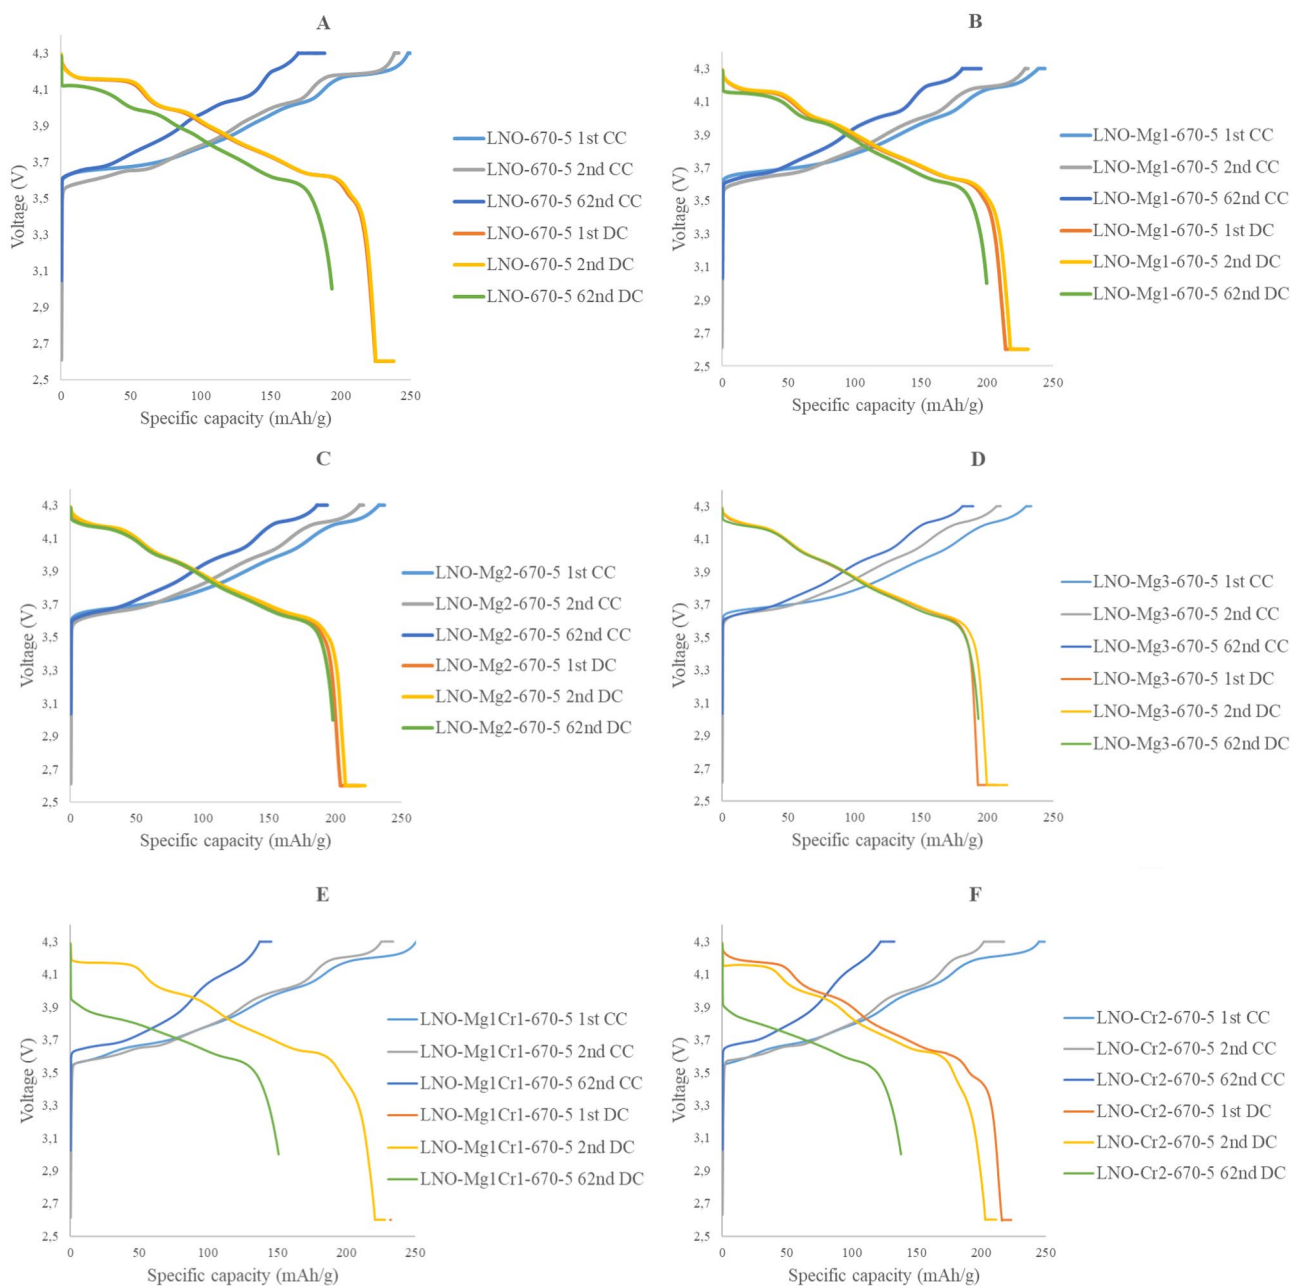 A
Voltage (V)
4,3
4,1
3,9
3,7
3,5
3,3
3,1
2,9
2,7
2,5
0 50 100 150 200 250
Specific capacity (mAh/g)
LNO-670-5 1st CC
LNO-670-5 2nd CC
LNO-670-5 62nd CC
LNO-670-5 1st DC
LNO-670-5 2nd DC
LNO-670-5 62nd DC
B
Voltage (V)
4,3
4,1
3,9
3,7
3,5
3,3
3,1
2,9
2,7
2,5
0 50 100 150 200 250
Specific capacity (mAh/g)
LNO-Mg1-670-5 1st CC
LNO-Mg1-670-5 2nd CC
LNO-Mg1-670-5 62nd CC
LNO-Mg1-670-5 1st DC
LNO-Mg1-670-5 2nd DC
LNO-Mg1-670-5 62nd DC
C
Voltage (V)
4,3
4,1
3,9
3,7
3,5
3,3
3,1
2,9
2,7
2,5
0 50 100 150 200 250
Specific capacity (mAh/g)
LNO-Mg2-670-5 1st CC
LNO-Mg2-670-5 2nd CC
LNO-Mg2-670-5 62nd CC
LNO-Mg2-670-5 1st DC
LNO-Mg2-670-5 2nd DC
LNO-Mg2-670-5 62nd DC
D
Voltage (V)
4,3
4,1
3,9
3,7
3,5
3,3
3,1
2,9
2,7
2,5
0 50 100 150 200 250
Specific capacity (mAh/g)
LNO-Mg3-670-5 1st CC
LNO-Mg3-670-5 2nd CC
LNO-Mg3-670-5 62nd CC
LNO-Mg3-670-5 1st DC
LNO-Mg3-670-5 2nd DC
LNO-Mg3-670-5 62nd DC
E
Voltage (V)
4,3
4,1
3,9
3,7
3,5
3,3
3,1
2,9
2,7
2,5
0 50 100 150 200 250
Specific capacity (mAh/g)
LNO-Mg1Cr1-670-5 1st CC
LNO-Mg1Cr1-670-5 2nd CC
LNO-Mg1Cr1-670-5 62nd CC
LNO-Mg1Cr1-670-5 1st DC
LNO-Mg1Cr1-670-5 2nd DC
LNO-Mg1Cr1-670-5 62nd DC
F
Voltage (V)
4,3
4,1
3,9
3,7
3,5
3,3
3,1
2,9
2,7
2,5
0 50 100 150 200 250
Specific capacity (mAh/g)
LNO-Cr2-670-5 1st CC
LNO-Cr2-670-5 2nd CC
LNO-Cr2-670-5 62nd CC
LNO-Cr2-670-5 1st DC
LNO-Cr2-670-5 2nd DC
LNO-Cr2-670-5 62nd DC